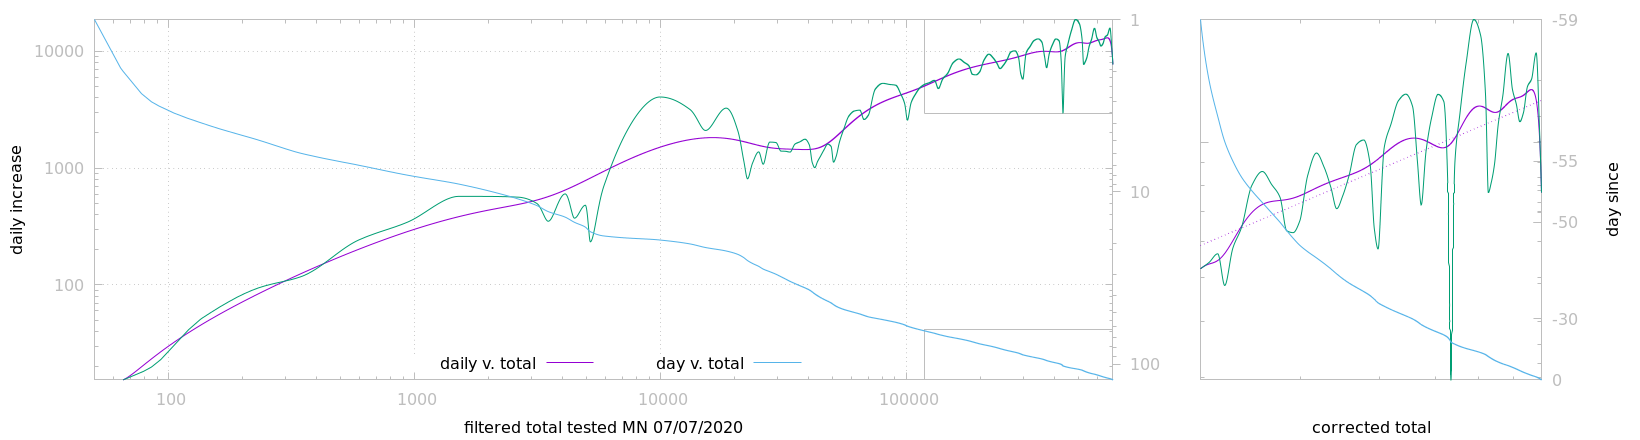 10000
1000
100
daily increase
1
10
100
daily v. total
day v. total
100
1000
10000
100000
filtered total tested MN 07/07/2020
-59
-55
-50
-30
0
day since
corrected total